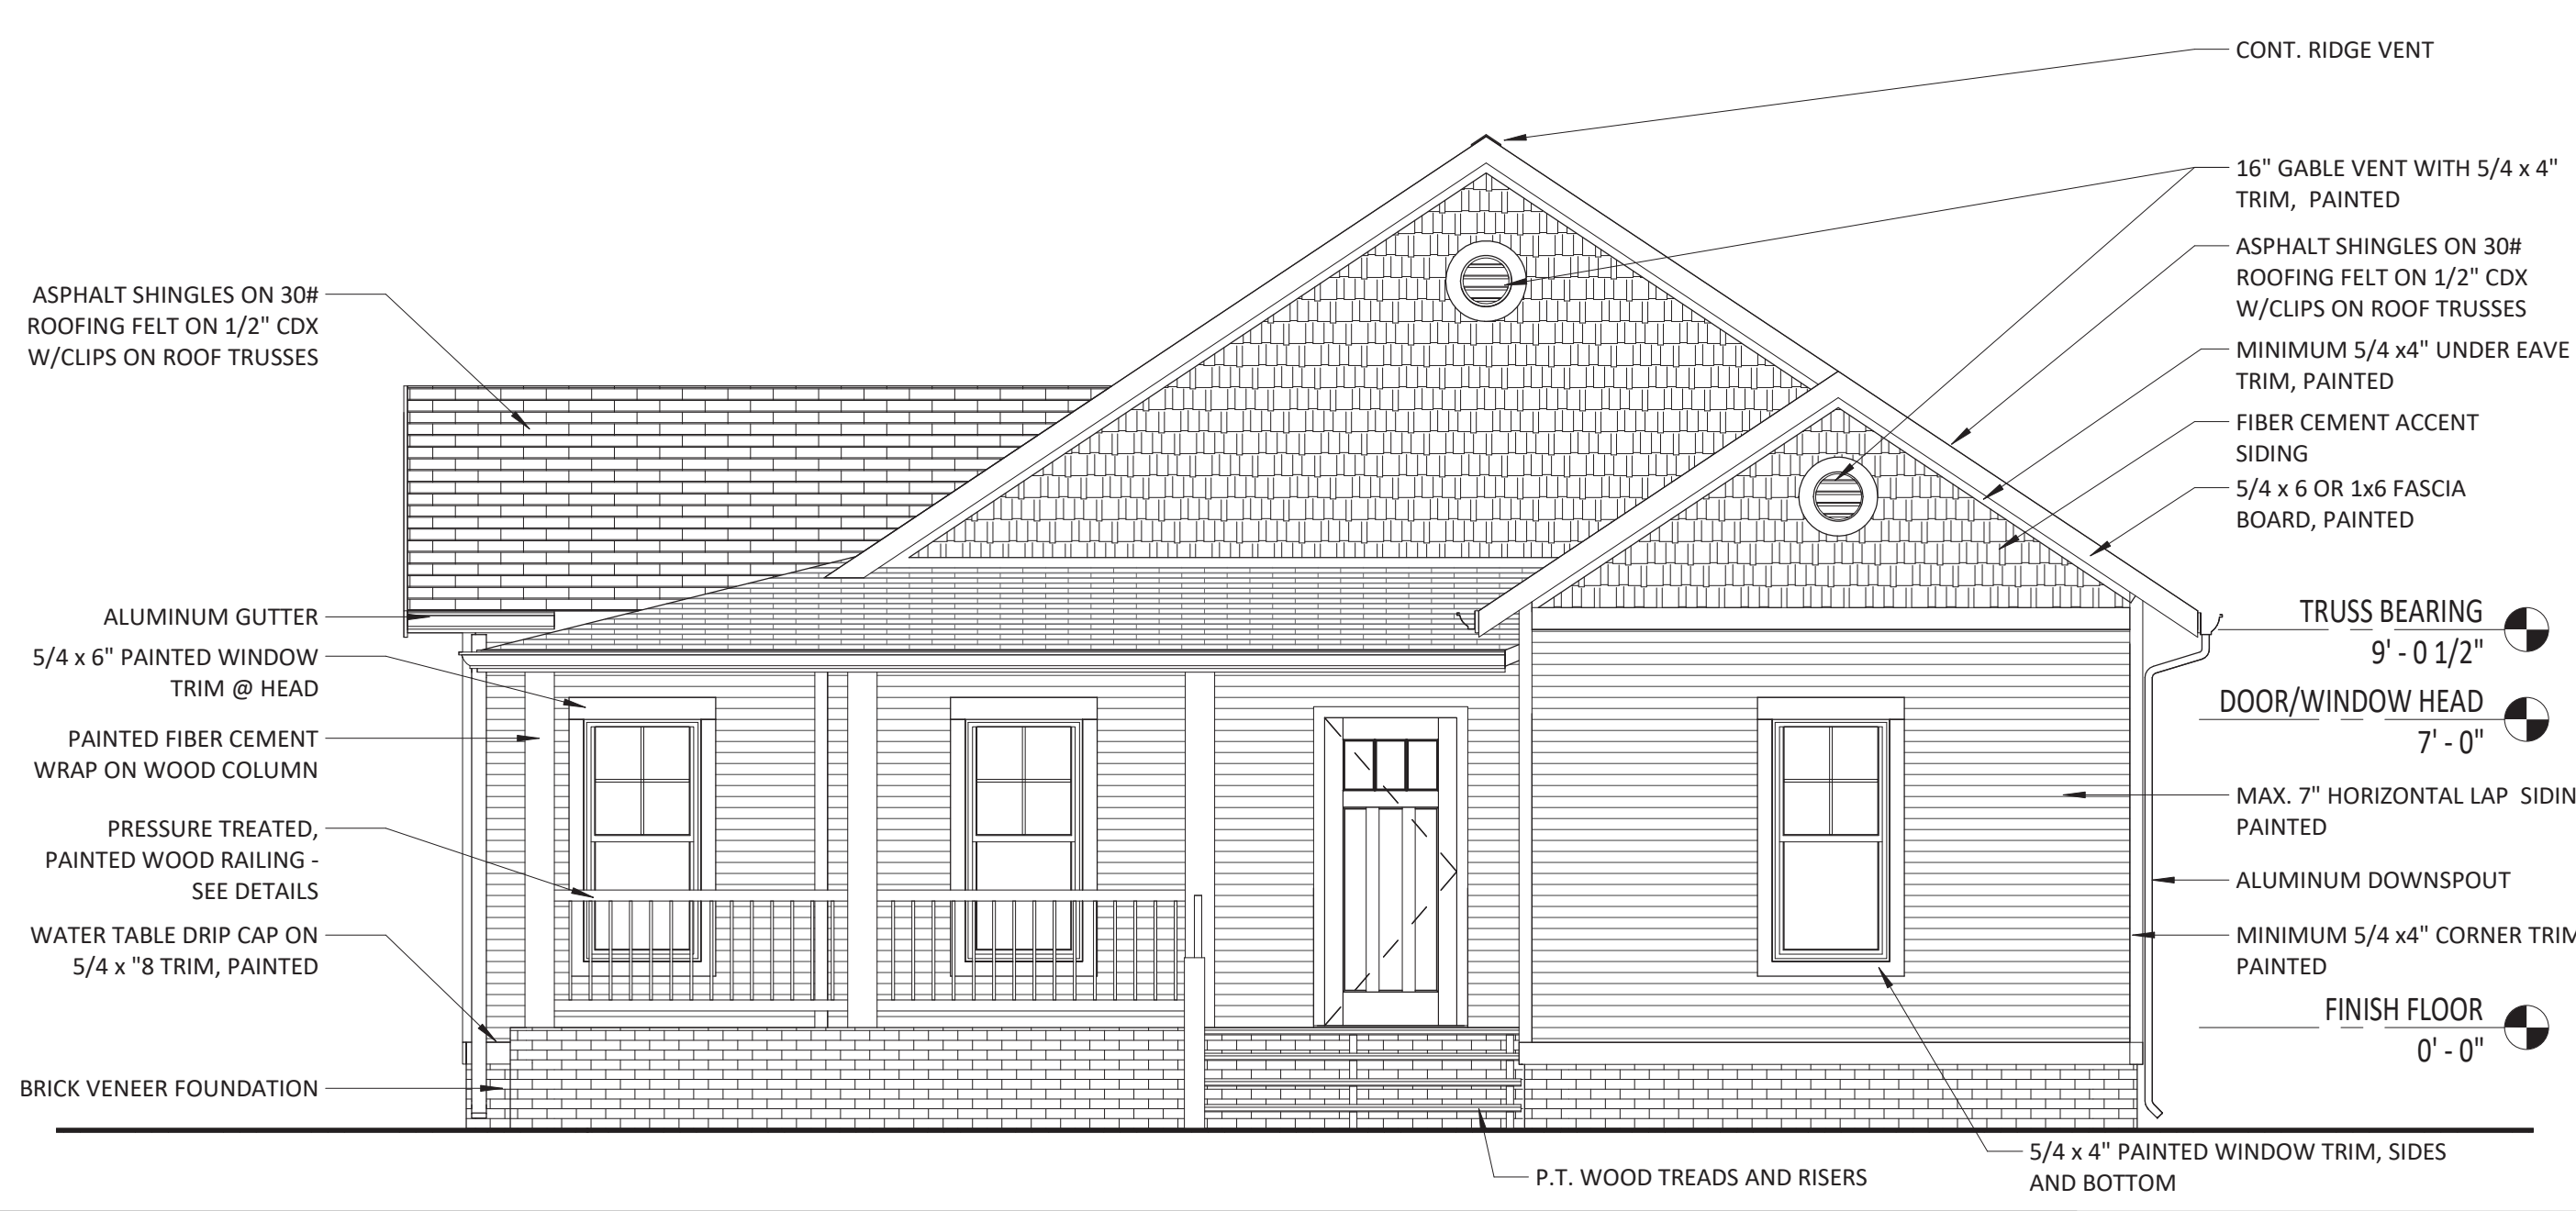 CONT. RIDGE VENT
16" GABLE VENT WITH 5/4 x 4"
TRIM, PAINTED
ASPHALT SHINGLES ON 30#
ROOFING FELT ON 1/2" CDX
W/CLIPS ON ROOF TRUSSES
MINIMUM 5/4 x4" UNDER EAVE
TRIM, PAINTED
FIBER CEMENT ACCENT
SIDING
5/4 x 6 OR 1x6 FASCIA
BOARD, PAINTED
TRUSS BEARING
9' - 0 1/2"
DOOR/WINDOW HEAD
7' - 0"
MAX. 7" HORIZONTAL LAP SIDIN
PAINTED
ALUMINUM DOWNSPOUT
MINIMUM 5/4 x4" CORNER TRIM
PAINTED
FINISH FLOOR
0' - 0"
5/4 x 4" PAINTED WINDOW TRIM, SIDES
AND BOTTOM
P.T. WOOD TREADS AND RISERS
ASPHALT SHINGLES ON 30#
ROOFING FELT ON 1/2" CDX
W/CLIPS ON ROOF TRUSSES
ALUMINUM GUTTER
5/4 x 6" PAINTED WINDOW
TRIM @ HEAD
PAINTED FIBER CEMENT
WRAP ON WOOD COLUMN
PRESSURE TREATED,
PAINTED WOOD RAILING -
SEE DETAILS
WATER TABLE DRIP CAP ON
5/4 x "8 TRIM, PAINTED
BRICK VENEER FOUNDATION